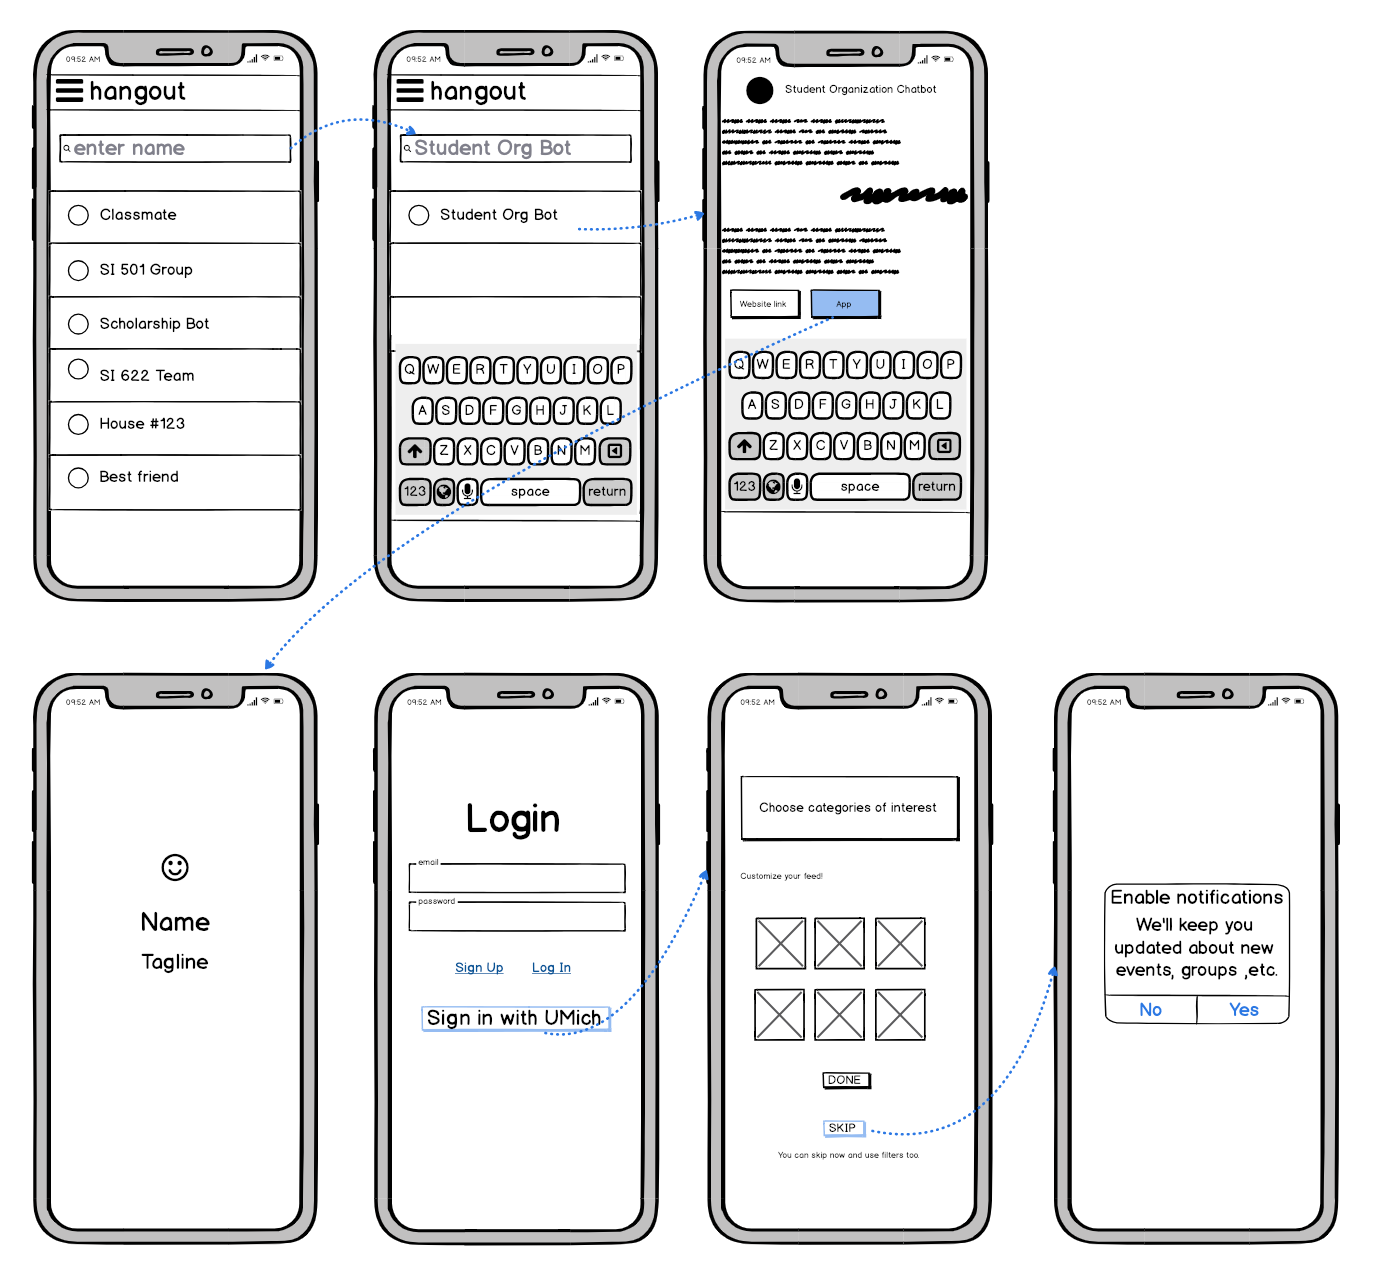 09:52 AM
hangout
enter name
Classmate
SI 501 Group
Scholarship Bot
SI 622 Team
House #123
Best friend
09:52 AM
hangout
Student Org Bot
Student Org Bot
Q W E R T Y U I O P
A S D F G H J K L
Z X C V B N M
123 space return
09:52 AM
Student Organization Chatbot
Website link App
Q W E R T Y U I O P
A S D F G H J K L
Z X C V B N M
123 space return
09:52 AM
Name
Tagline
09:52 AM
Login
email
password
Sign Up Log In
Sign in with UMich
09:52 AM
Choose categories of interest
Customize your feed!
DONE
SKIP
You can skip now and use filters too.
09:52 AM
Enable notifications
We'll keep you
updated about new
events, groups ,etc.
No Yes